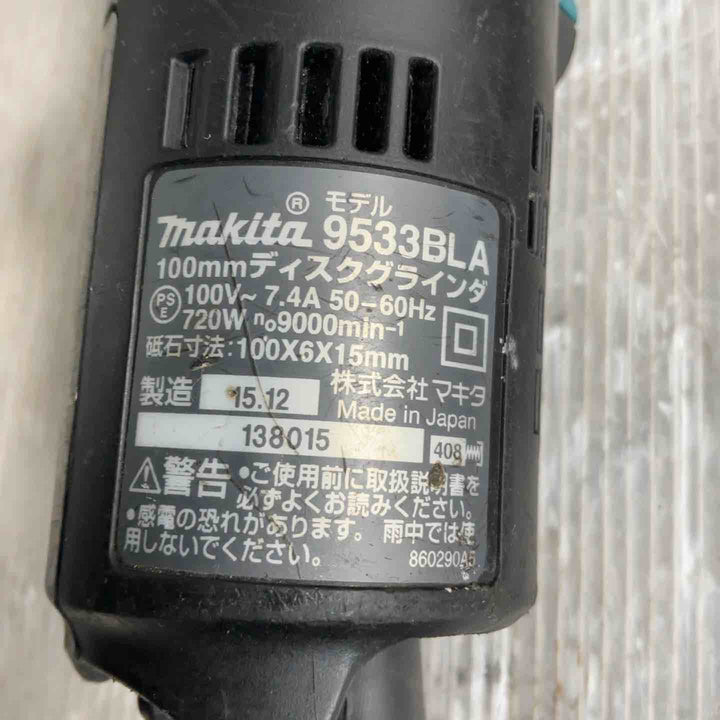 makita® モデル 9533BLA
100mmディスクグラインダ
PSE 100V～ 7.4A 50-60Hz
720W n₀9000min⁻¹
砥石寸法:100X6X15mm
製造 15.12 株式会社 マキタ
Made in Japan
138015 408
警告 •ご使用前に取扱説明書を
必ずよくお読みください。
•感電の恐れがあります。雨中では使
用しないでください。
860290A5